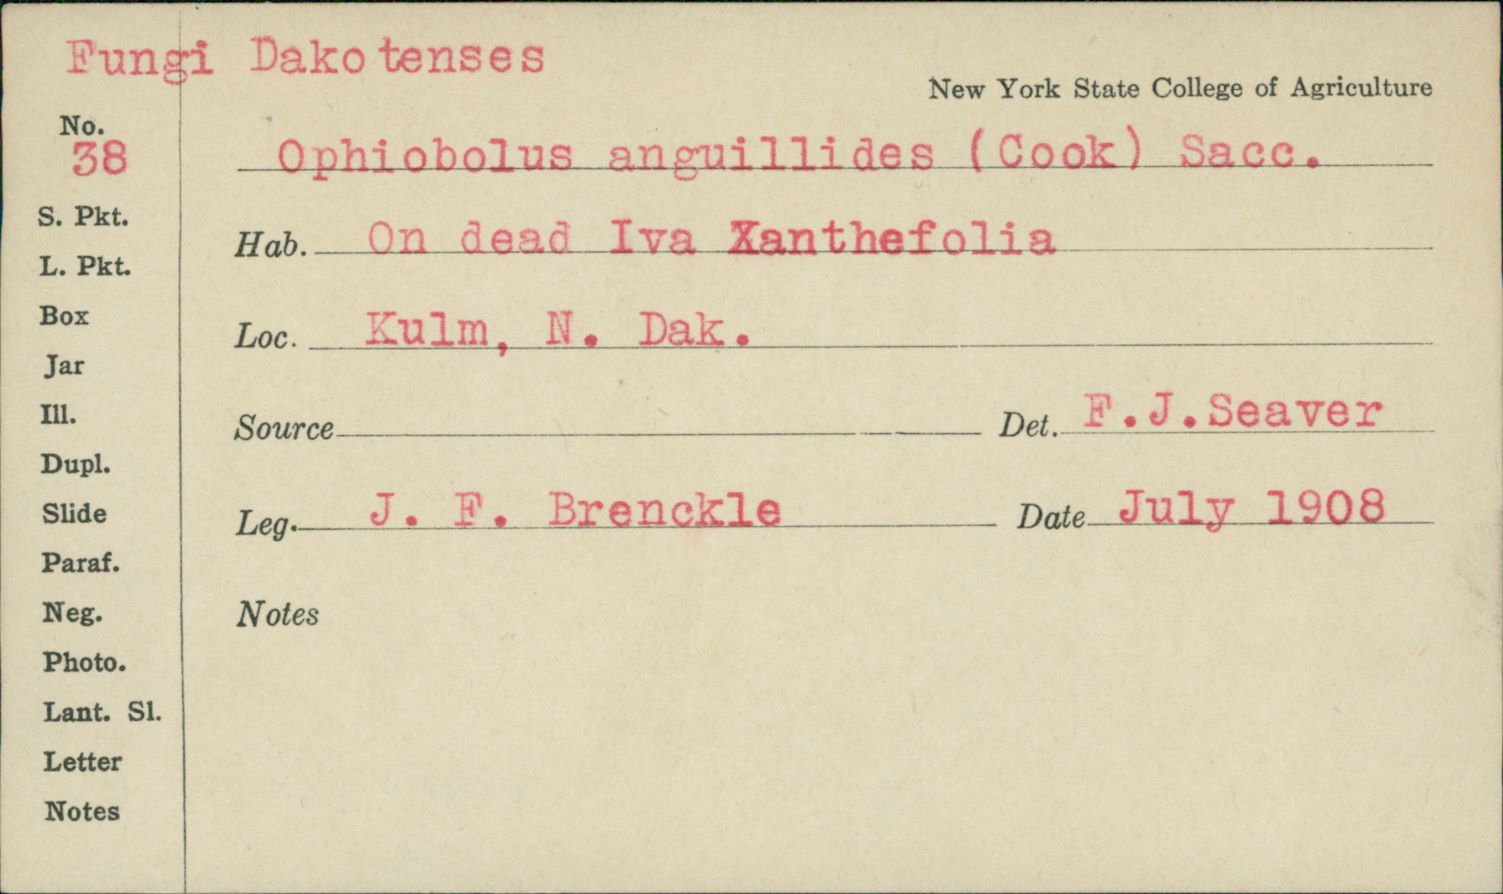 Fungi Dakotenses
New York State College of Agriculture
No.
38
Ophiobolus anguillides (Cook) Sacc.
S. Pkt.
Hab. On dead Iva Xanthefolia
L. Pkt.
Box
Loc. Kulm, N. Dak.
Jar
Ill.
Source Det. F.J.Seaver
Dupl.
Slide
Leg. J. F. Brenckle Date July 1908
Paraf.
Neg.
Notes
Photo.
Lant. Sl.
Letter
Notes